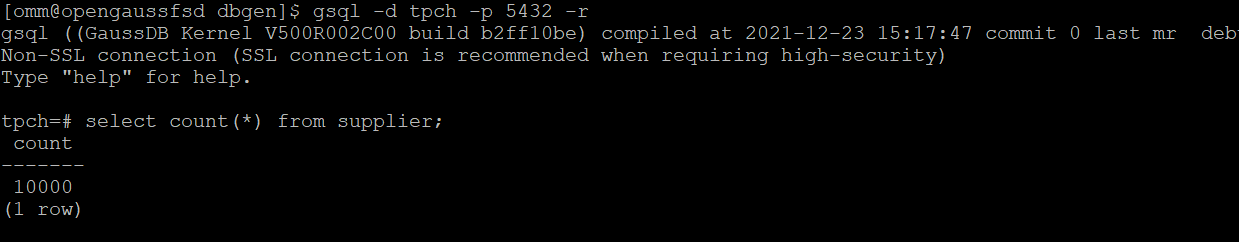 [omm@opengaussfsd dbgen]$ gsql -d tpch -p 5432 -r
gsql ((GaussDB Kernel V500R002C00 build b2ff10be) compiled at 2021-12-23 15:17:47 commit 0 last mr
Non-SSL connection (SSL connection is recommended when requiring high-security)
Type "help" for help.
tpch=# select count(*) from supplier;
count
-------
10000
(1 row)